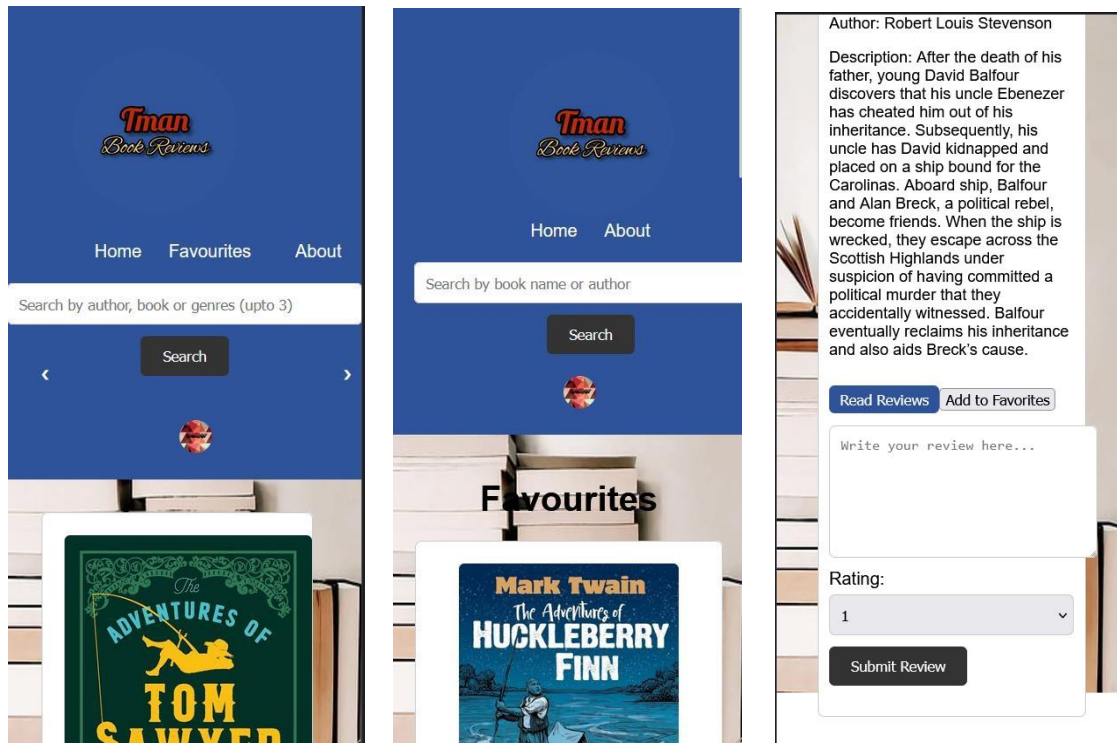 Tman
Book Reviews
Home Favourites About
Search by author, book or genres (upto 3)
Search
‹ ›
The
ADVENTURES OF
TOM
SAWYER
Tman
Book Reviews
Home About
Search by book name or author
Search
Favourites
Mark Twain
The Adventures of
HUCKLEBERRY
FINN
Author: Robert Louis Stevenson
Description: After the death of his
father, young David Balfour
discovers that his uncle Ebenezer
has cheated him out of his
inheritance. Subsequently, his
uncle has David kidnapped and
placed on a ship bound for the
Carolinas. Aboard ship, Balfour
and Alan Breck, a political rebel,
become friends. When the ship is
wrecked, they escape across the
Scottish Highlands under
suspicion of having committed a
political murder that they
accidentally witnessed. Balfour
eventually reclaims his inheritance
and also aids Breck’s cause.
Read Reviews Add to Favorites
Write your review here...
Rating:
1
Submit Review